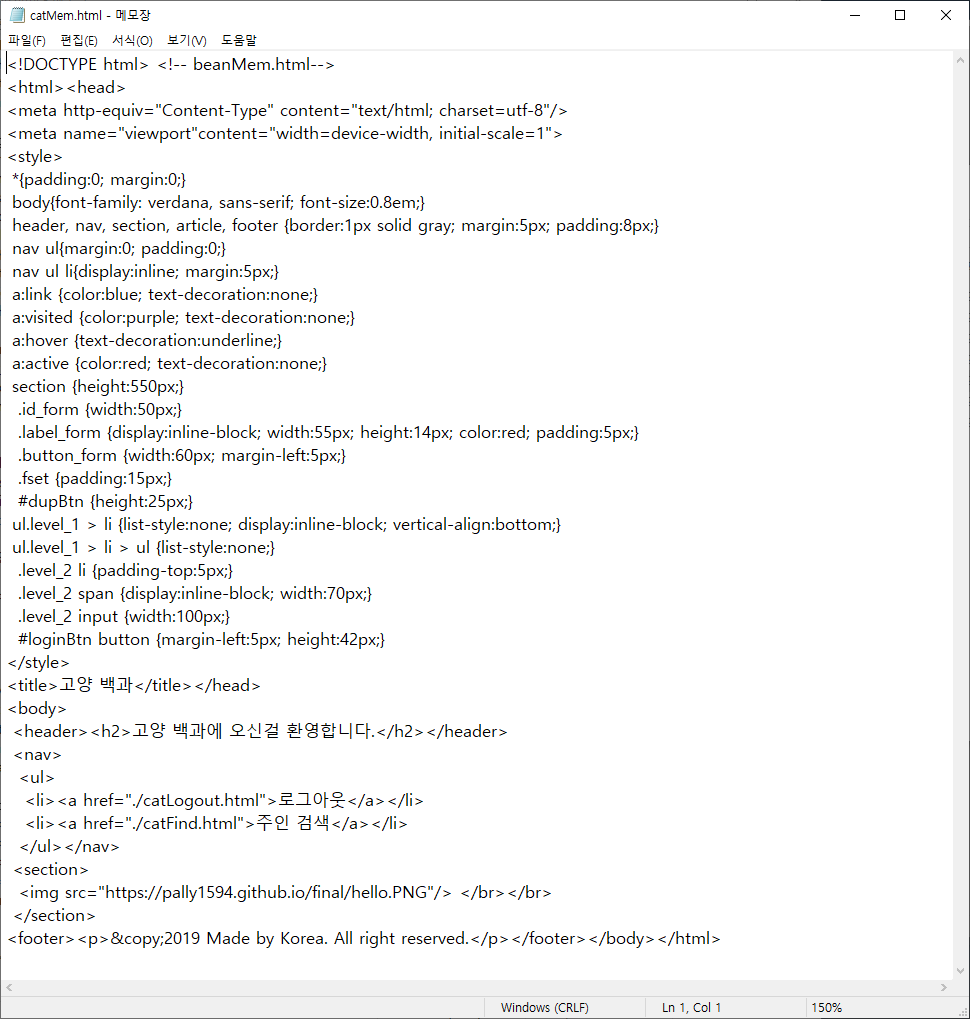 catMem.html - 메모장
파일(F) 편집(E) 서식(O) 보기(V) 도움말
<!DOCTYPE html> <!-- beanMem.html-->
<html><head>
<meta http-equiv="Content-Type" content="text/html; charset=utf-8"/>
<meta name="viewport"content="width=device-width, initial-scale=1">
<style>
 *{padding:0; margin:0;}
 body{font-family: verdana, sans-serif; font-size:0.8em;}
 header, nav, section, article, footer {border:1px solid gray; margin:5px; padding:8px;}
 nav ul{margin:0; padding:0;}
 nav ul li{display:inline; margin:5px;}
 a:link {color:blue; text-decoration:none;}
 a:visited {color:purple; text-decoration:none;}
 a:hover {text-decoration:underline;}
 a:active {color:red; text-decoration:none;}
 section {height:550px;}
  .id_form {width:50px;}
  .label_form {display:inline-block; width:55px; height:14px; color:red; padding:5px;}
  .button_form {width:60px; margin-left:5px;}
  .fset {padding:15px;}
  #dupBtn {height:25px;}
 ul.level_1 > li {list-style:none; display:inline-block; vertical-align:bottom;}
 ul.level_1 > li > ul {list-style:none;}
  .level_2 li {padding-top:5px;}
  .level_2 span {display:inline-block; width:70px;}
  .level_2 input {width:100px;}
  #loginBtn button {margin-left:5px; height:42px;}
</style>
<title>고양 백과</title></head>
<body>
 <header><h2>고양 백과에 오신걸 환영합니다.</h2></header>
 <nav>
  <ul>
   <li><a href="./catLogout.html">로그아웃</a></li>
   <li><a href="./catFind.html">주인 검색</a></li>
  </ul></nav>
 <section>
  <img src="https://pally1594.github.io/final/hello.PNG"/> </br></br>
 </section>
<footer><p>&copy;2019 Made by Korea. All right reserved.</p></footer></body></html>
Windows (CRLF) Ln 1, Col 1 150%